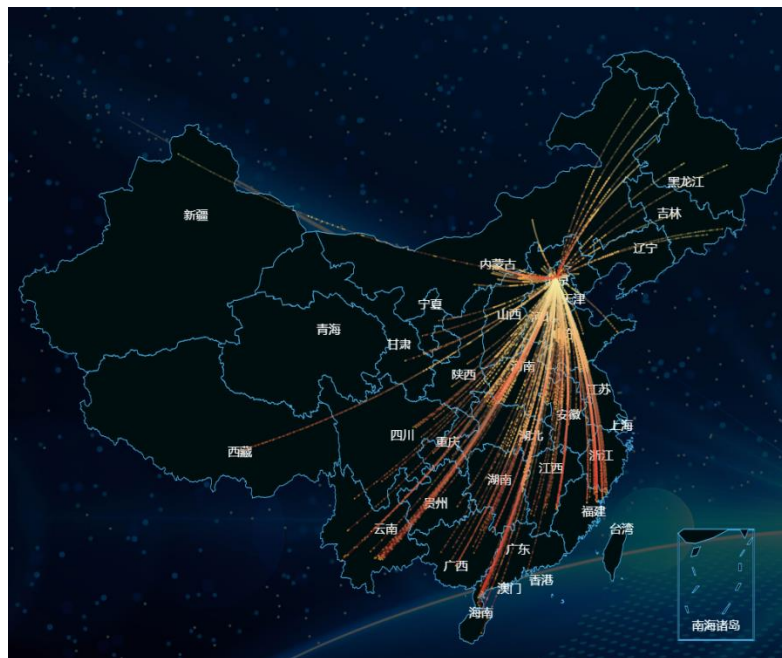 黑龙江
吉林
新疆
辽宁
内蒙古
京
天津
宁夏
山西
青海
甘肃
河南
陕西
江苏
安徽
上海
四川
重庆
湖北
西藏
浙江
江西
湖南
贵州
福建
云南
台湾
广东
广西
香港
澳门
海南
南海诸岛